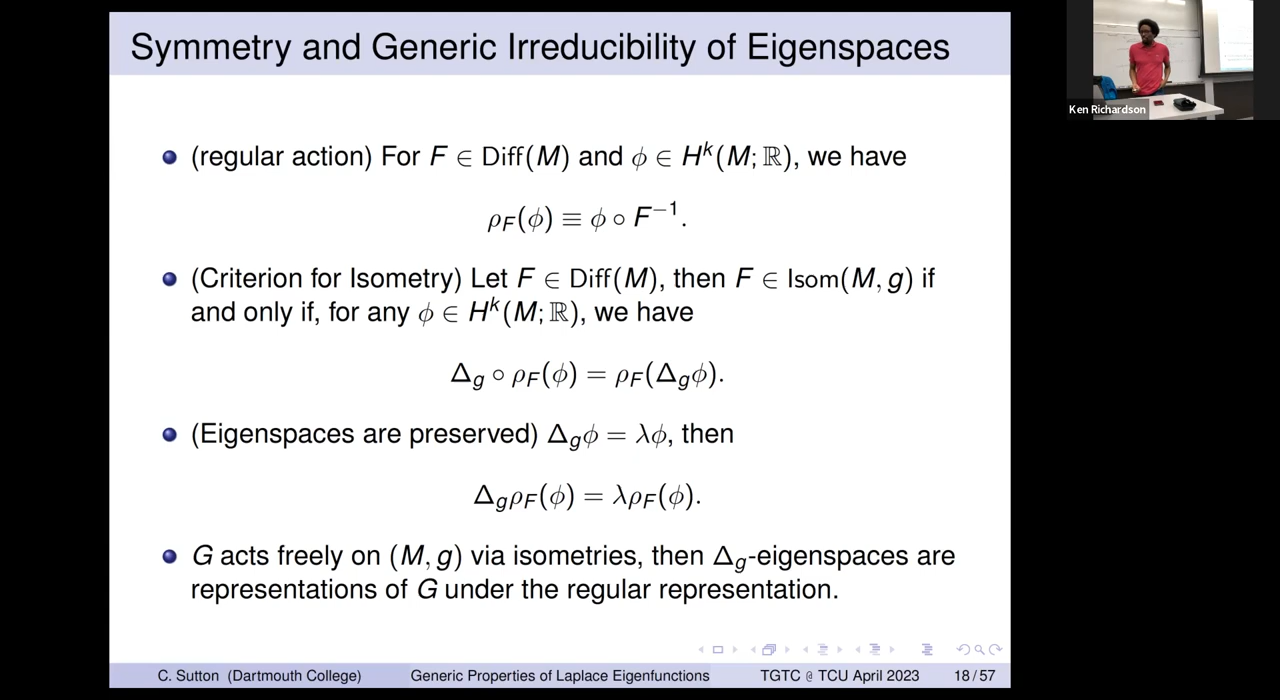 Symmetry and Generic Irreducibility of Eigenspaces
(regular action) For F ∈ Diff(M) and ϕ ∈ Hᵏ(M; ℝ), we have
ρ_F(ϕ) ≡ ϕ ∘ F⁻¹.
(Criterion for Isometry) Let F ∈ Diff(M), then F ∈ Isom(M, g) if
and only if, for any ϕ ∈ Hᵏ(M; ℝ), we have
Δ_g ∘ ρ_F(ϕ) = ρ_F(Δ_gϕ).
(Eigenspaces are preserved) Δ_gϕ = λϕ, then
Δ_gρ_F(ϕ) = λρ_F(ϕ).
G acts freely on (M, g) via isometries, then Δ_g-eigenspaces are
representations of G under the regular representation.
C. Sutton (Dartmouth College) Generic Properties of Laplace Eigenfunctions TGTC @ TCU April 2023 18 / 57
Ken Richardson